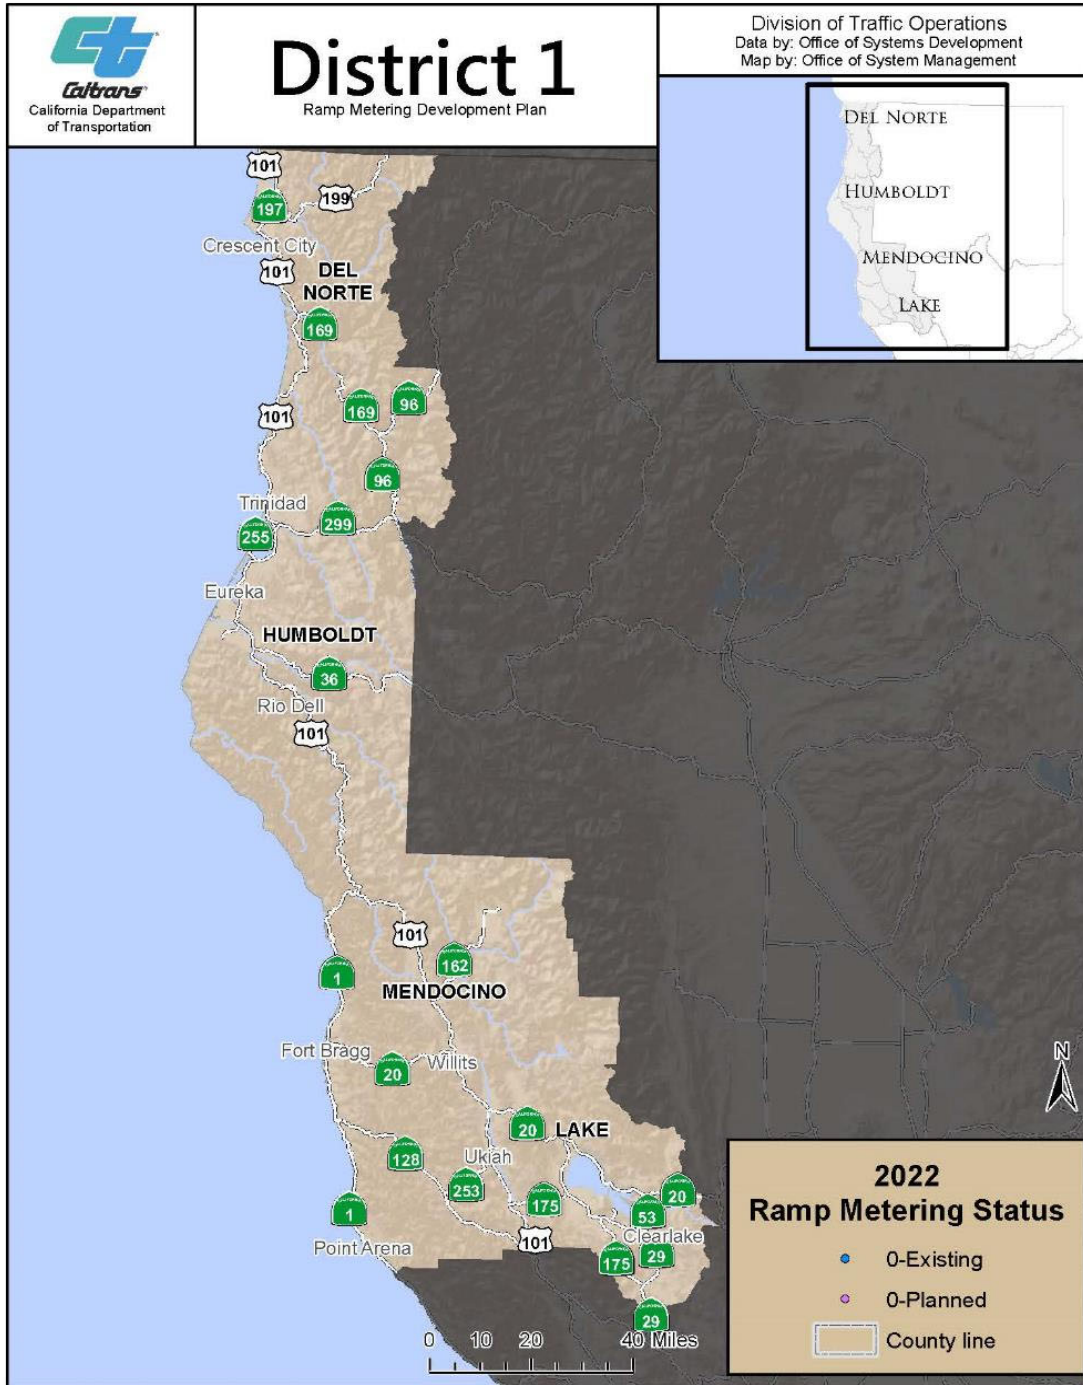 Caltrans
California Department
of Transportation
District 1
Ramp Metering Development Plan
Division of Traffic Operations
Data by: Office of Systems Development
Map by: Office of System Management
DEL NORTE
HUMBOLDT
MENDOCINO
LAKE
101
199
197
Crescent City
101
DEL
NORTE
169
169
96
101
96
Trinidad
299
255
Eureka
HUMBOLDT
36
Rio Dell
101
101
162
1
MENDOCINO
Fort Bragg
Willits
20
20
LAKE
128
Ukiah
253
175
20
1
53
Point Arena
101
Clearlake
175
29
29
N
0 10 20 40 Miles
2022
Ramp Metering Status
0-Existing
0-Planned
County line